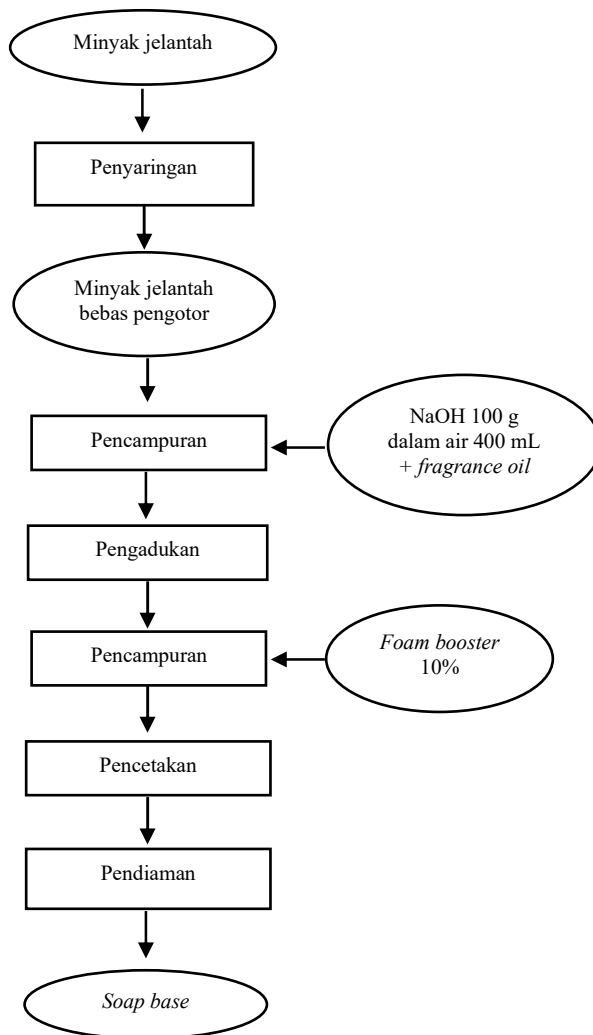 Minyak jelantah
Penyaringan
Minyak jelantah
bebas pengotor
Pencampuran
NaOH 100 g
dalam air 400 mL
+ fragrance oil
Pengadukan
Pencampuran
Foam booster
10%
Pencetakan
Pendiaman
Soap base